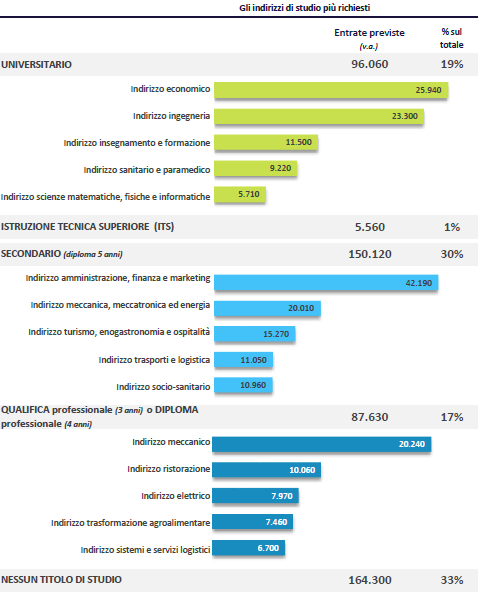 Gli indirizzi di studio più richiesti
Entrate previste
(v.a.)
% sul
totale
UNIVERSITARIO 96.060 19%
Indirizzo economico 25.940
Indirizzo ingegneria 23.300
Indirizzo insegnamento e formazione 11.500
Indirizzo sanitario e paramedico 9.220
Indirizzo scienze matematiche, fisiche e informatiche 5.710
ISTRUZIONE TECNICA SUPERIORE (ITS) 5.560 1%
SECONDARIO (diploma 5 anni) 150.120 30%
Indirizzo amministrazione, finanza e marketing 42.190
Indirizzo meccanica, meccatronica ed energia 20.010
Indirizzo turismo, enogastronomia e ospitalità 15.270
Indirizzo trasporti e logistica 11.050
Indirizzo socio-sanitario 10.960
QUALIFICA professionale (3 anni) o DIPLOMA
professionale (4 anni) 87.630 17%
Indirizzo meccanico 20.240
Indirizzo ristorazione 10.060
Indirizzo elettrico 7.970
Indirizzo trasformazione agroalimentare 7.460
Indirizzo sistemi e servizi logistici 6.700
NESSUN TITOLO DI STUDIO 164.300 33%